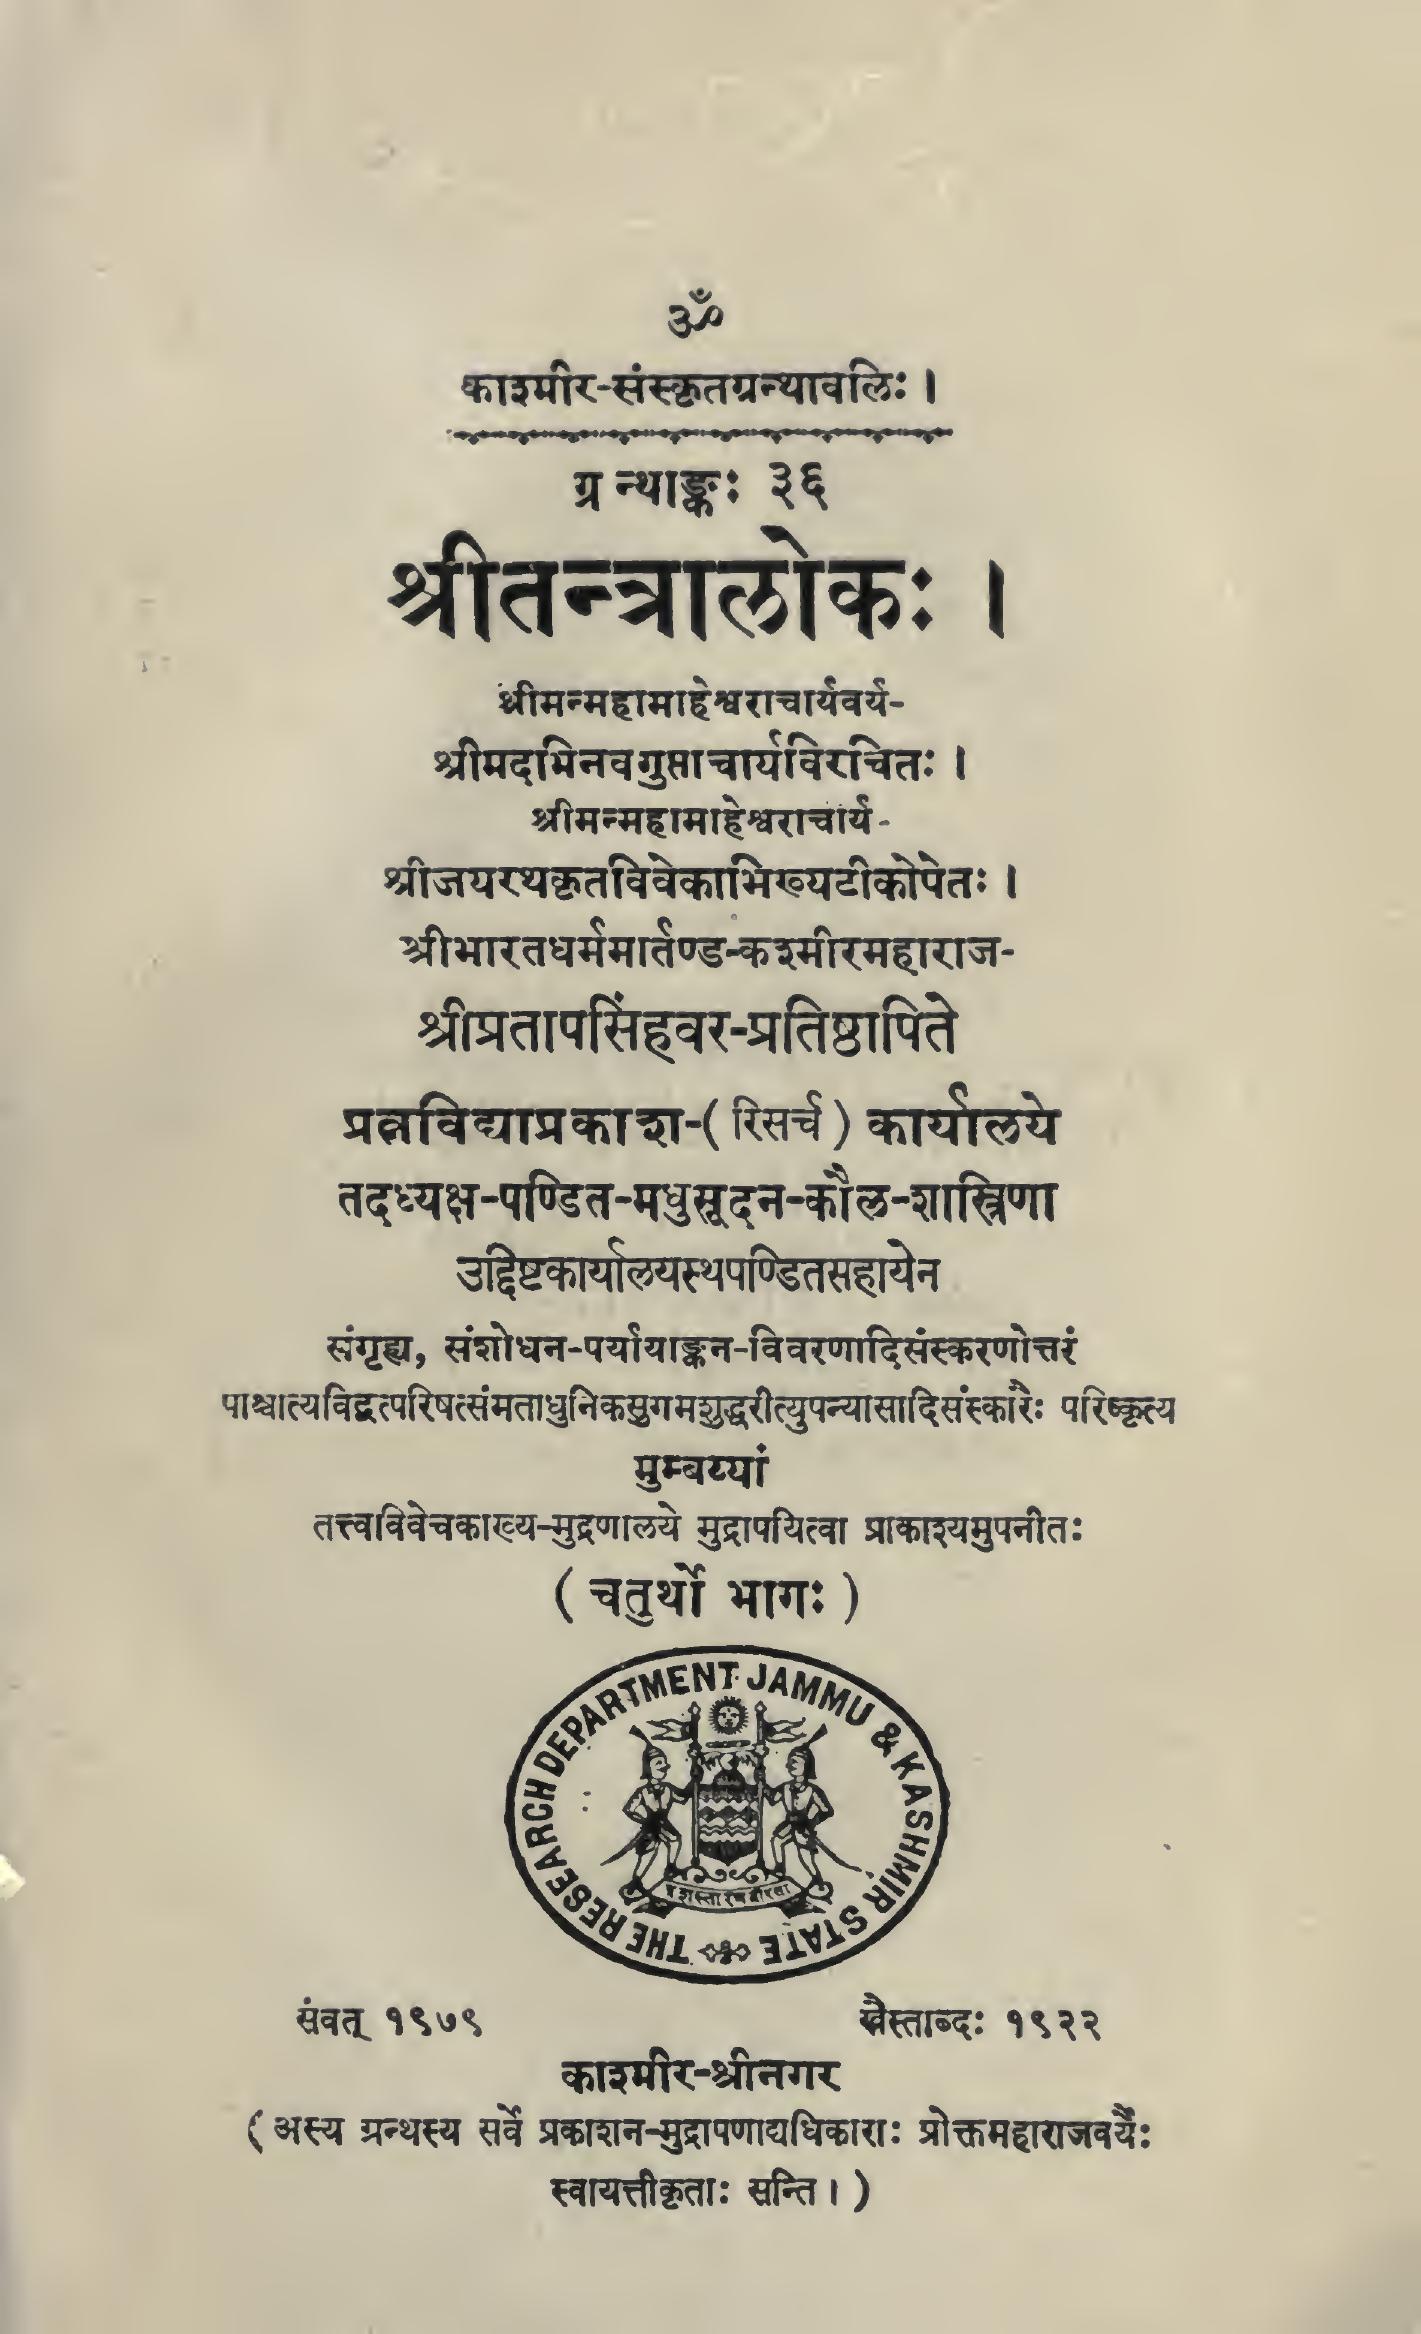 ॐ
काश्मीर-संस्कृतग्रन्थावलिः ।
ग्रन्थाङ्कः ३६
श्रीतन्त्रालोकः ।
श्रीमन्महामाहेश्वराचार्यवर्य-
श्रीमदभिनवगुप्ताचार्यविरचितः ।
श्रीमन्महामाहेश्वराचार्य-
श्रीजयरथकृतविवेकाभिख्यटीकोपेतः ।
श्रीभारतधर्ममार्तण्ड-कश्मीरमहाराज-
श्रीप्रतापसिंहवर-प्रतिष्ठापिते
प्रत्नविद्याप्रकाश-( रिसर्च ) कार्यालये
तदध्यक्ष-पण्डित-मधुसूदन-कौल-शास्त्रिणा
उद्दिष्टकार्यालयस्थपण्डितसहायेन
संगृह्य, संशोधन-पर्यायाङ्कन-विवरणादिसंस्करणोत्तरं
पाश्चात्यविद्वत्परिषत्संमताधुनिकसुगमशुद्धरीत्युपन्यासादिसंस्कारैः परिष्कृत्य
मुम्बय्यां
तत्त्वविवेचकाख्य-मुद्रणालये मुद्रापयित्वा प्राकाश्यमुपनीतः
( चतुर्थो भागः )
THE RESEARCH DEPARTMENT JAMMU & KASHMIR STATE
संवत् १९७९
ख्रैस्ताब्दः १९२२
काश्मीर-श्रीनगर
( अस्य ग्रन्थस्य सर्वे प्रकाशन-मुद्रापणाद्यधिकाराः प्रोक्तमहाराजवर्यैः
स्वायत्तीकृताः सन्ति । )